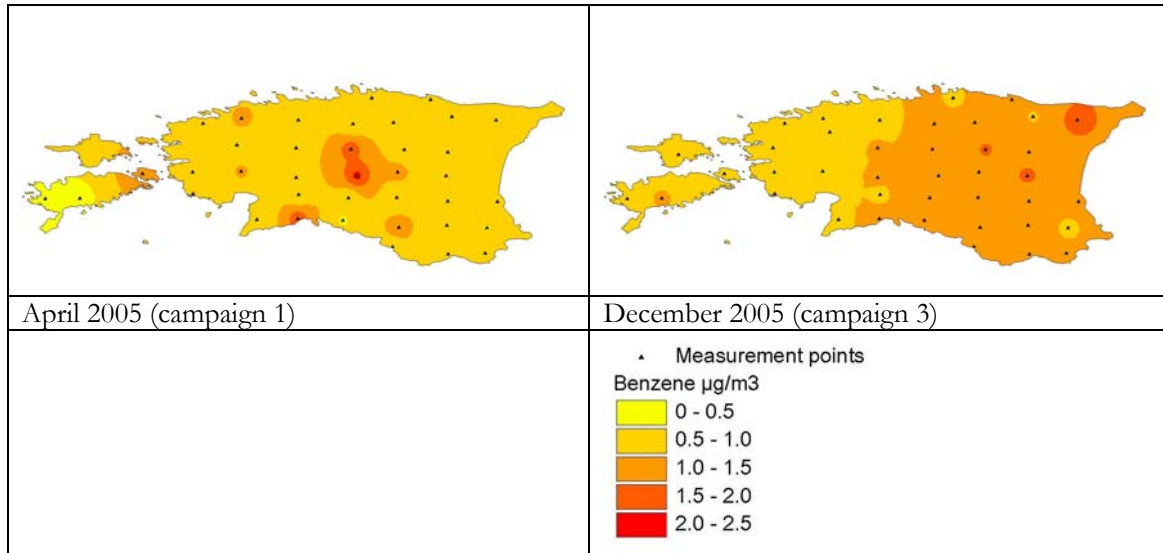 April 2005 (campaign 1)
December 2005 (campaign 3)
Measurement points
Benzene µg/m3
0 - 0.5
0.5 - 1.0
1.0 - 1.5
1.5 - 2.0
2.0 - 2.5